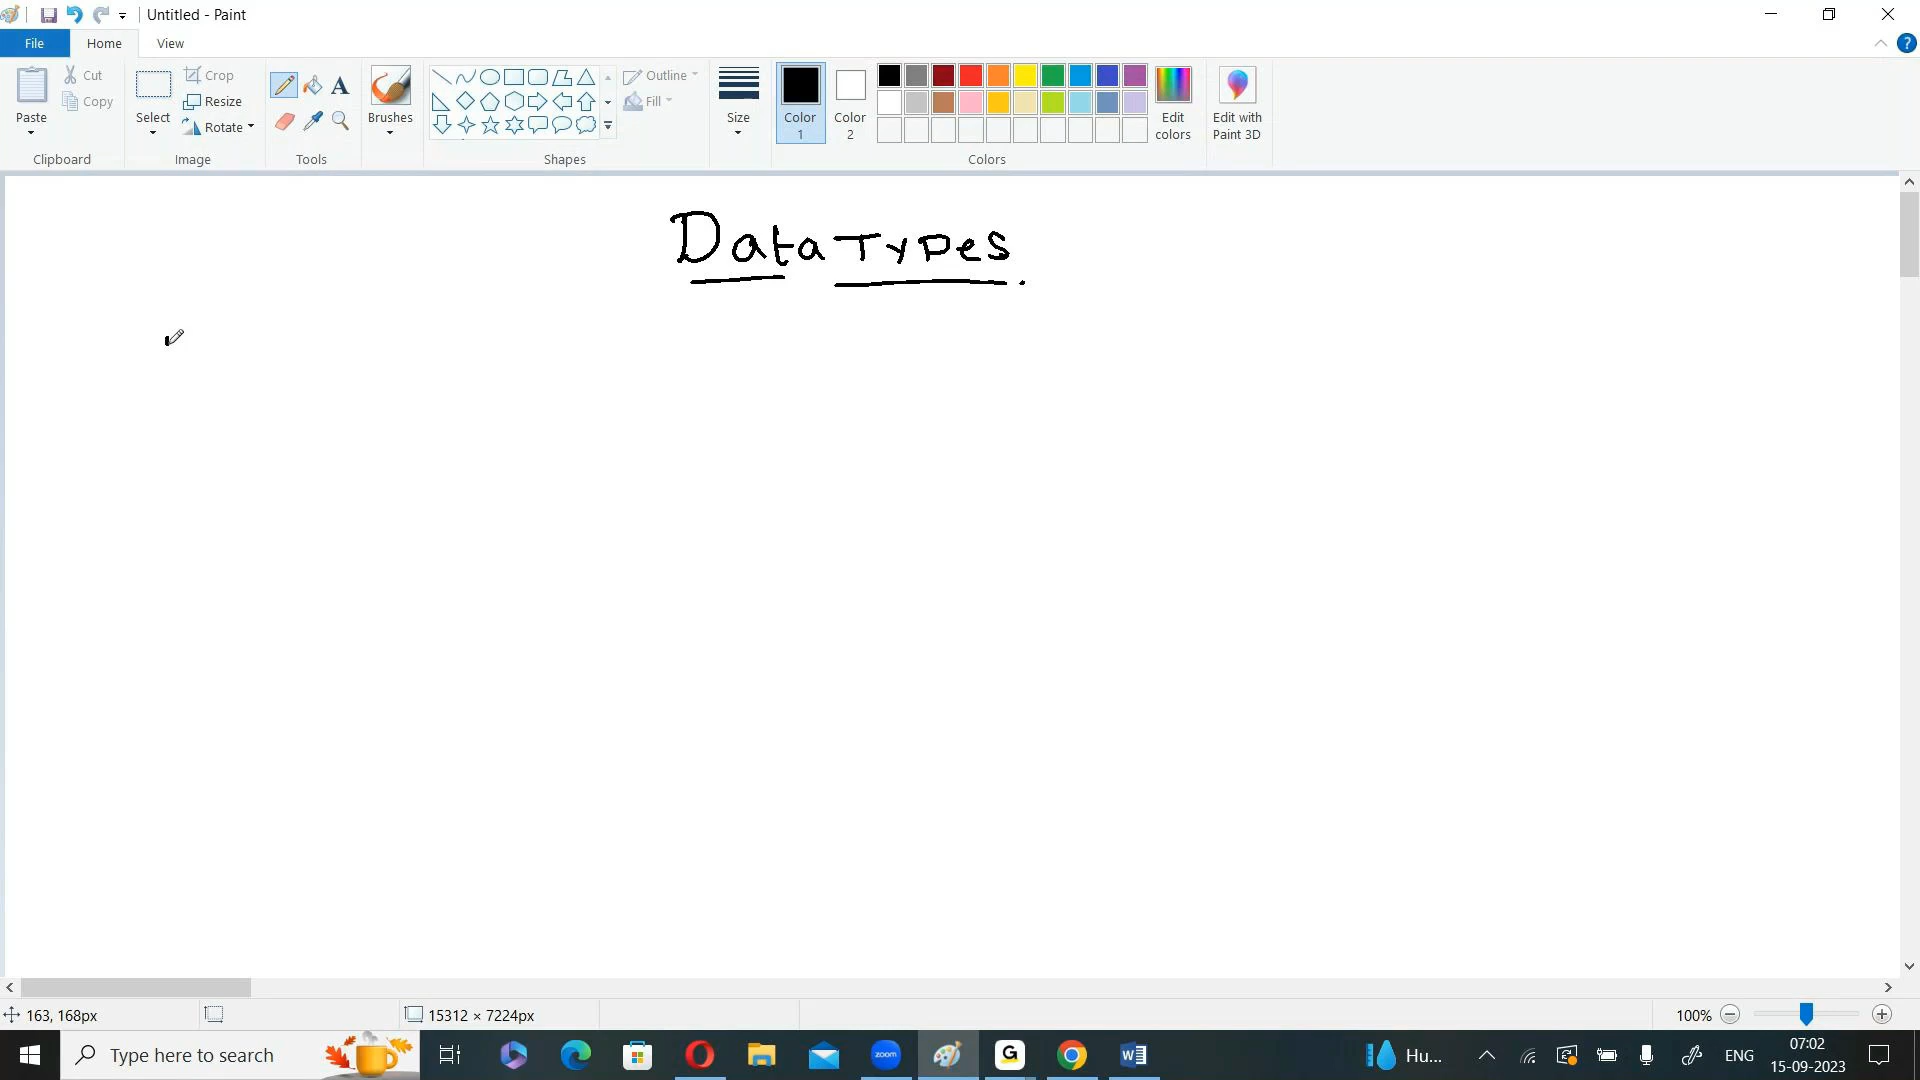 Untitled - Paint
File Home View
Paste Cut Copy Clipboard
Select Crop Resize Rotate Image
Tools
Brushes
Outline Fill Shapes
Size
Color 1 Color 2 Edit colors Colors
Edit with Paint 3D
Data Types.
163, 168px 15312 × 7224px 100%
Type here to search zoom G W Hu... ENG 07:02
15-09-2023